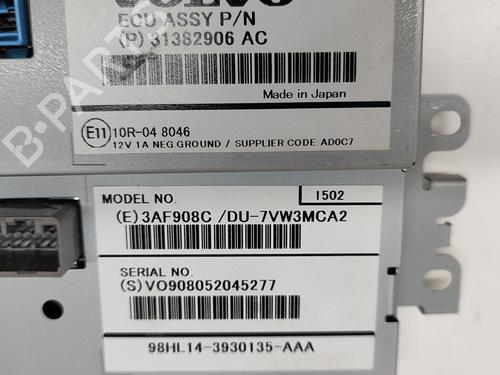 VOLVO
ECU ASSY P/N
(P) 31382906 AC
Made in Japan
E11 10R-04 8046
12V 1A NEG.GROUND / SUPPLIER CODE: AD0C7
MODEL NO.
1502
(E)3AF908C /DU-7VW3MCA2
SERIAL NO.
(S)VO908052045277
98HL14-3930135-AAA
B-PARTS